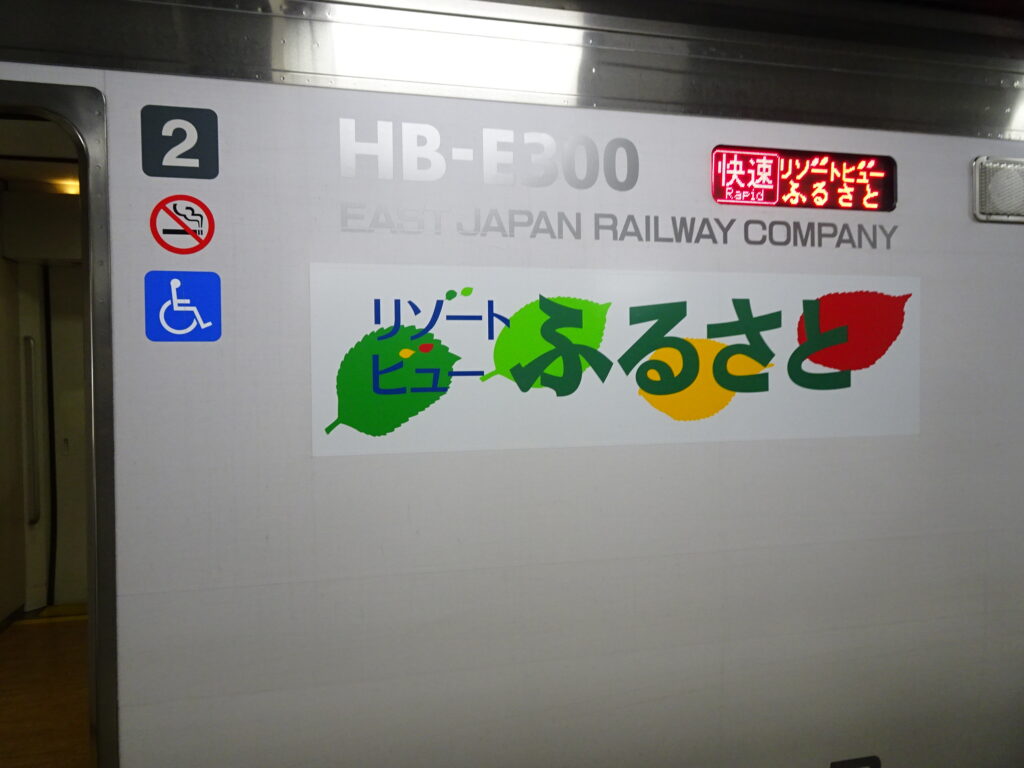 2
HB-E300
EAST JAPAN RAILWAY COMPANY
快速
Rapid
リゾートビュー
ふるさと
リゾート
ビュー
ふるさと